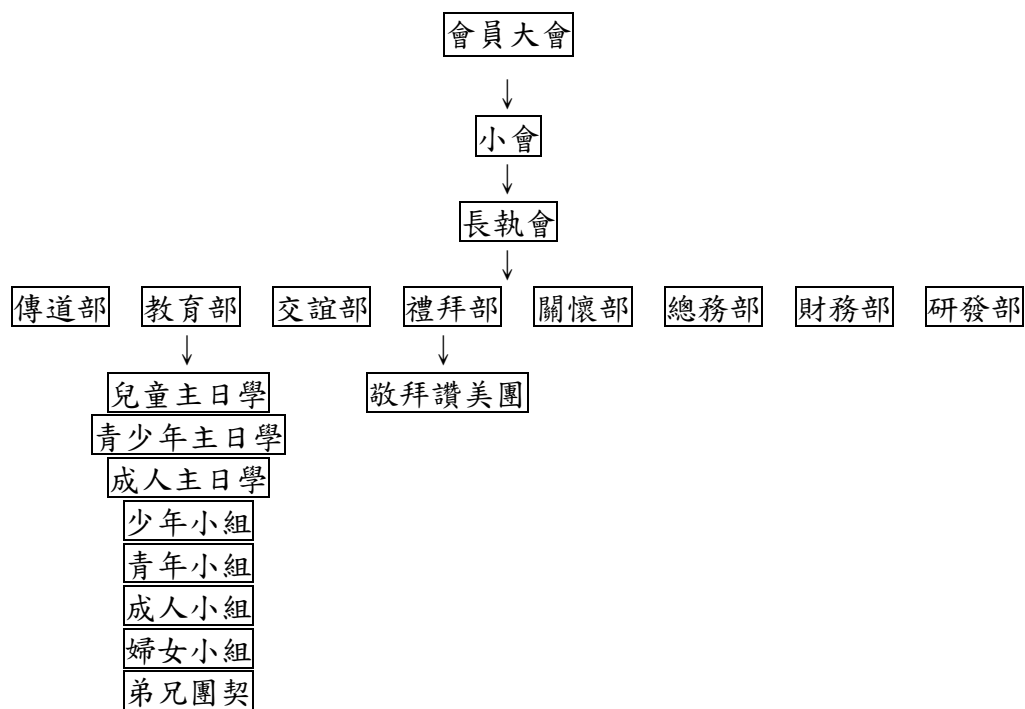 會員大會
↓
小會
↓
長執會
↓
傳道部 教育部 交誼部 禮拜部 關懷部 總務部 財務部 研發部
↓ ↓
兒童主日學 敬拜讚美團
青少年主日學
成人主日學
少年小組
青年小組
成人小組
婦女小組
弟兄團契